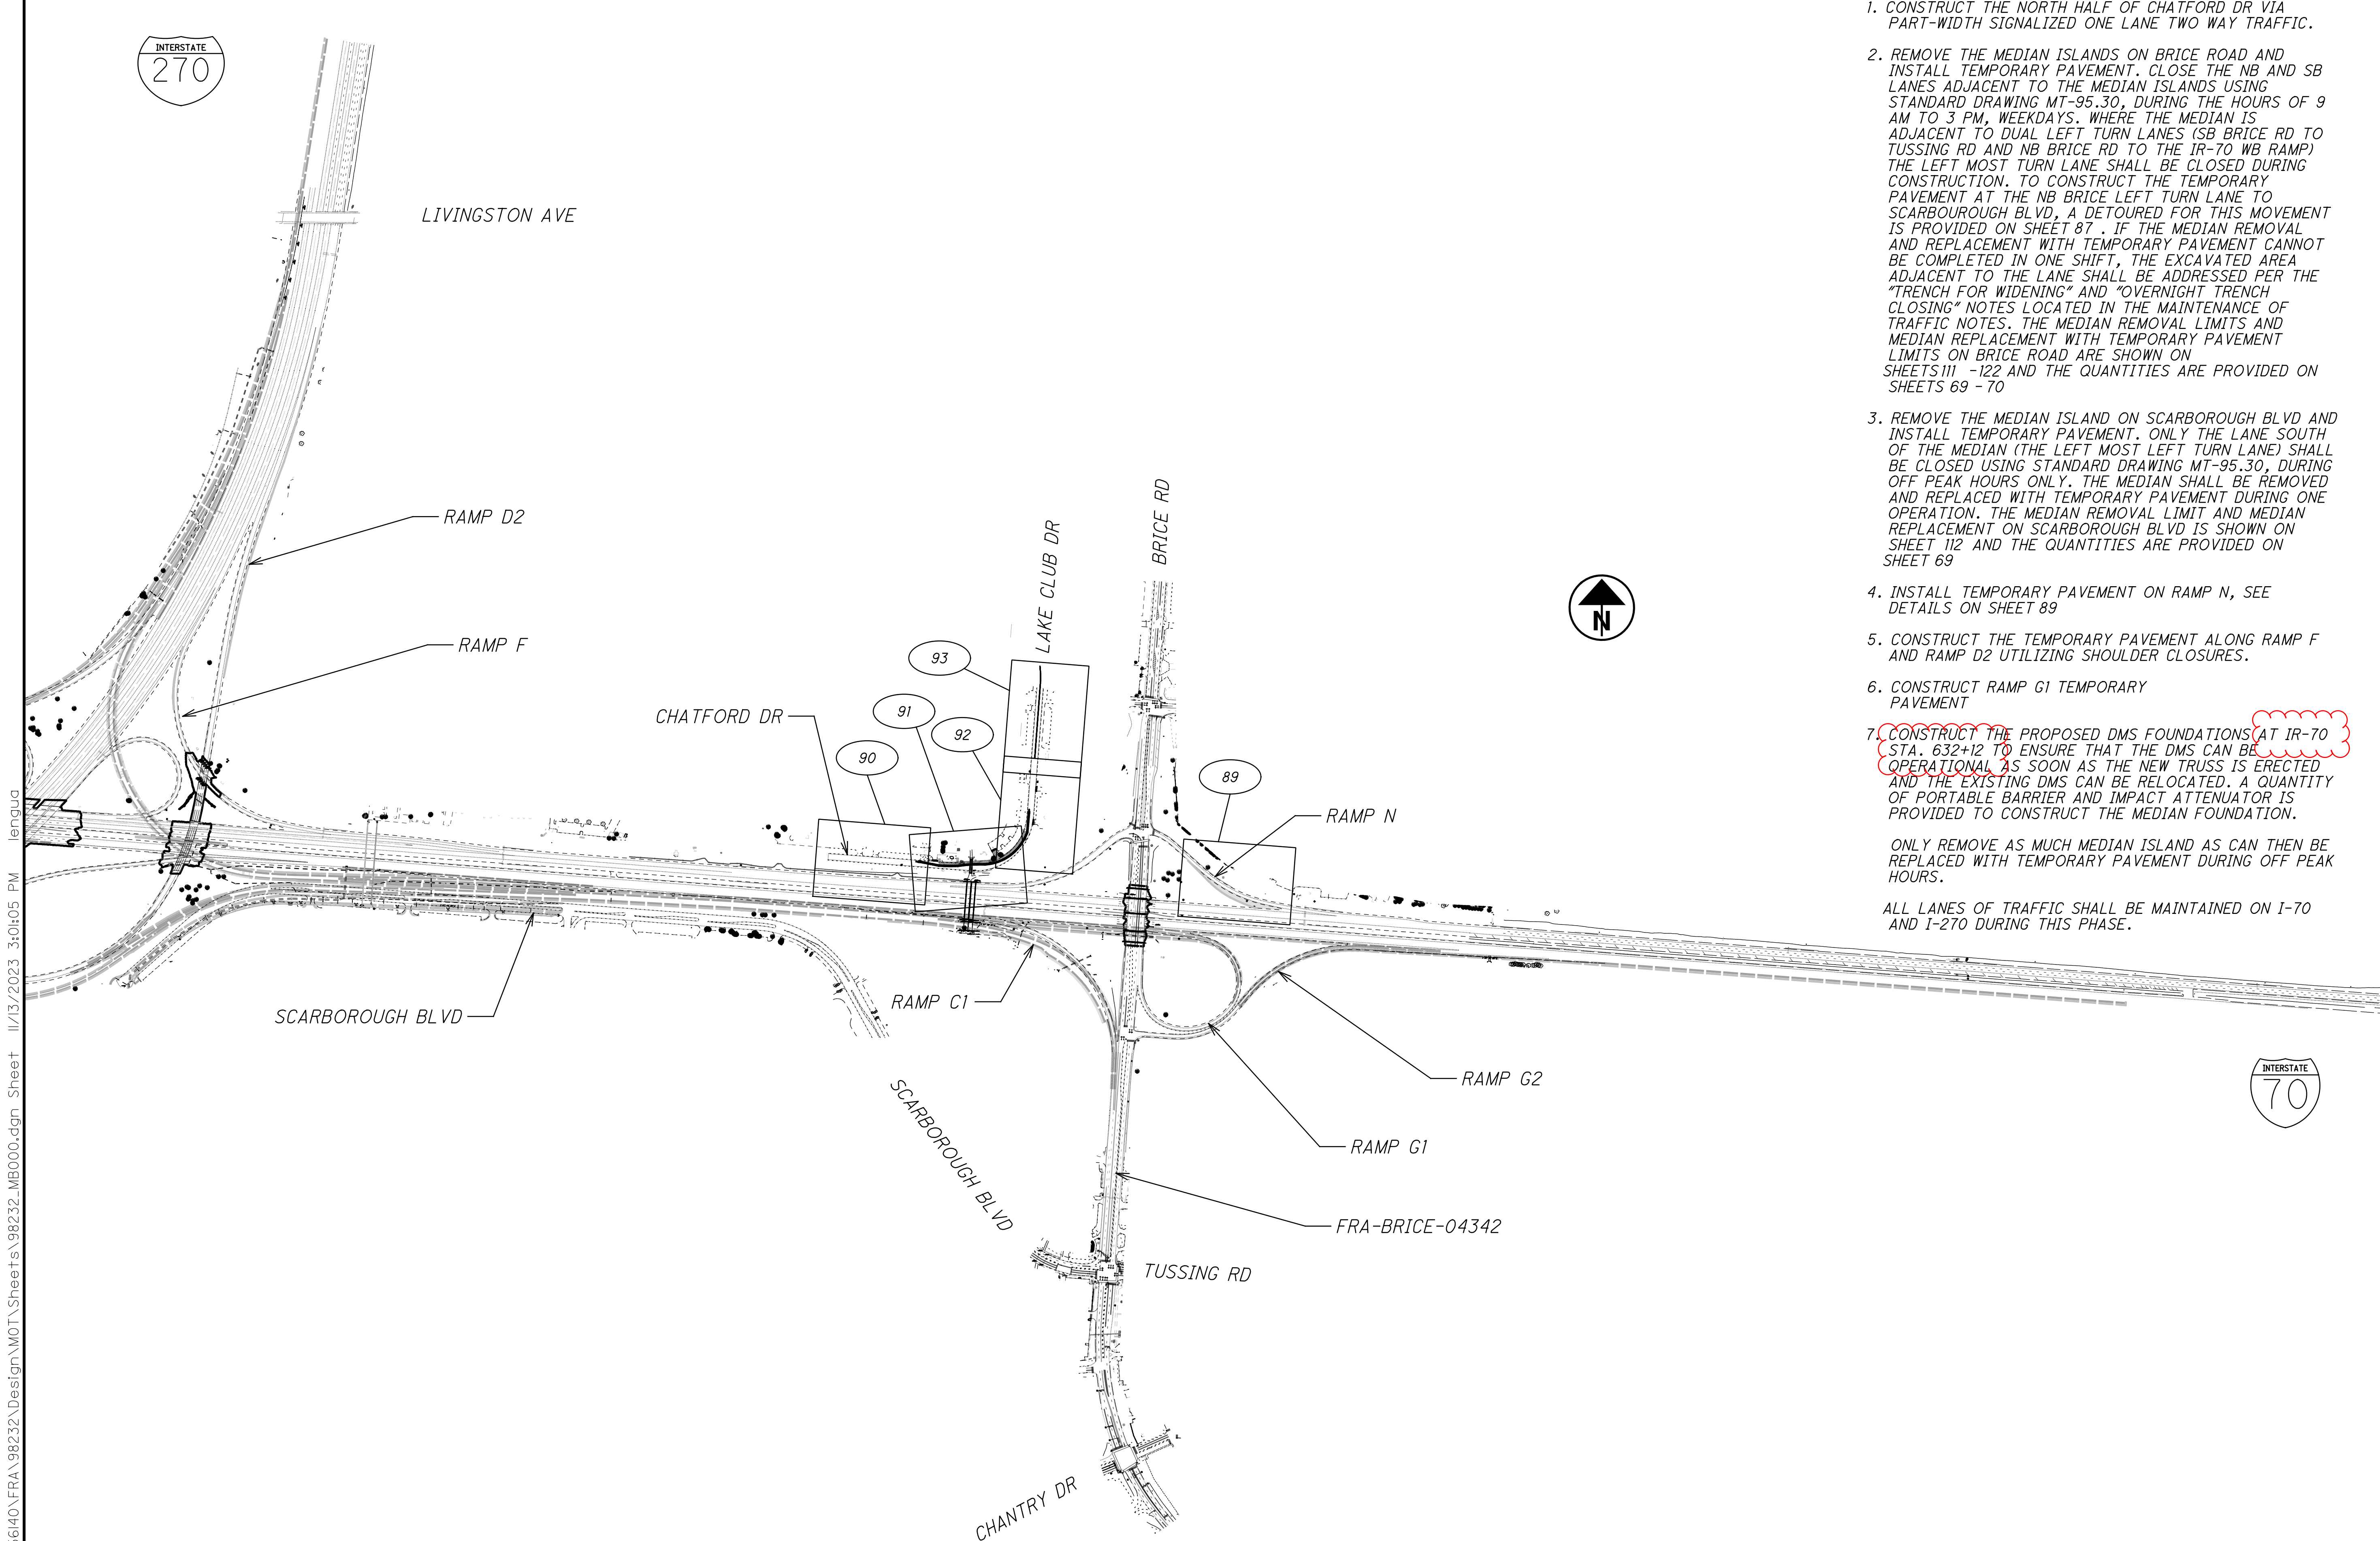 INTERSTATE
270
LIVINGSTON AVE
RAMP D2
RAMP F
LAKE CLUB DR
BRICE RD
N
93
91
92
90
89
CHATFORD DR
RAMP N
SCARBOROUGH BLVD
RAMP C1
SCARBOROUGH BLVD
RAMP G2
RAMP G1
FRA-BRICE-04342
TUSSING RD
CHANTRY DR
INTERSTATE
70
1. CONSTRUCT THE NORTH HALF OF CHATFORD DR VIA
PART-WIDTH SIGNALIZED ONE LANE TWO WAY TRAFFIC.
2. REMOVE THE MEDIAN ISLANDS ON BRICE ROAD AND
INSTALL TEMPORARY PAVEMENT. CLOSE THE NB AND SB
LANES ADJACENT TO THE MEDIAN ISLANDS USING
STANDARD DRAWING MT-95.30, DURING THE HOURS OF 9
AM TO 3 PM, WEEKDAYS. WHERE THE MEDIAN IS
ADJACENT TO DUAL LEFT TURN LANES (SB BRICE RD TO
TUSSING RD AND NB BRICE RD TO THE IR-70 WB RAMP)
THE LEFT MOST TURN LANE SHALL BE CLOSED DURING
CONSTRUCTION. TO CONSTRUCT THE TEMPORARY
PAVEMENT AT THE NB BRICE LEFT TURN LANE TO
SCARBOUROUGH BLVD, A DETOURED FOR THIS MOVEMENT
IS PROVIDED ON SHEET 87 . IF THE MEDIAN REMOVAL
AND REPLACEMENT WITH TEMPORARY PAVEMENT CANNOT
BE COMPLETED IN ONE SHIFT, THE EXCAVATED AREA
ADJACENT TO THE LANE SHALL BE ADDRESSED PER THE
"TRENCH FOR WIDENING" AND "OVERNIGHT TRENCH
CLOSING" NOTES LOCATED IN THE MAINTENANCE OF
TRAFFIC NOTES. THE MEDIAN REMOVAL LIMITS AND
MEDIAN REPLACEMENT WITH TEMPORARY PAVEMENT
LIMITS ON BRICE ROAD ARE SHOWN ON
SHEETS 111 -122 AND THE QUANTITIES ARE PROVIDED ON
SHEETS 69 - 70
3. REMOVE THE MEDIAN ISLAND ON SCARBOROUGH BLVD AND
INSTALL TEMPORARY PAVEMENT. ONLY THE LANE SOUTH
OF THE MEDIAN (THE LEFT MOST LEFT TURN LANE) SHALL
BE CLOSED USING STANDARD DRAWING MT-95.30, DURING
OFF PEAK HOURS ONLY. THE MEDIAN SHALL BE REMOVED
AND REPLACED WITH TEMPORARY PAVEMENT DURING ONE
OPERATION. THE MEDIAN REMOVAL LIMIT AND MEDIAN
REPLACEMENT ON SCARBOROUGH BLVD IS SHOWN ON
SHEET 112 AND THE QUANTITIES ARE PROVIDED ON
SHEET 69
4. INSTALL TEMPORARY PAVEMENT ON RAMP N, SEE
DETAILS ON SHEET 89
5. CONSTRUCT THE TEMPORARY PAVEMENT ALONG RAMP F
AND RAMP D2 UTILIZING SHOULDER CLOSURES.
6. CONSTRUCT RAMP G1 TEMPORARY
PAVEMENT
7. CONSTRUCT THE PROPOSED DMS FOUNDATIONS AT IR-70
STA. 632+12 TO ENSURE THAT THE DMS CAN BE
OPERATIONAL AS SOON AS THE NEW TRUSS IS ERECTED
AND THE EXISTING DMS CAN BE RELOCATED. A QUANTITY
OF PORTABLE BARRIER AND IMPACT ATTENUATOR IS
PROVIDED TO CONSTRUCT THE MEDIAN FOUNDATION.
ONLY REMOVE AS MUCH MEDIAN ISLAND AS CAN THEN BE
REPLACED WITH TEMPORARY PAVEMENT DURING OFF PEAK
HOURS.
ALL LANES OF TRAFFIC SHALL BE MAINTAINED ON I-70
AND I-270 DURING THIS PHASE.
6140\FRA\98232\Design\MOT\Sheets\98232_MB000.dgn Sheet 11/13/2023 3:01:05 PM lengua